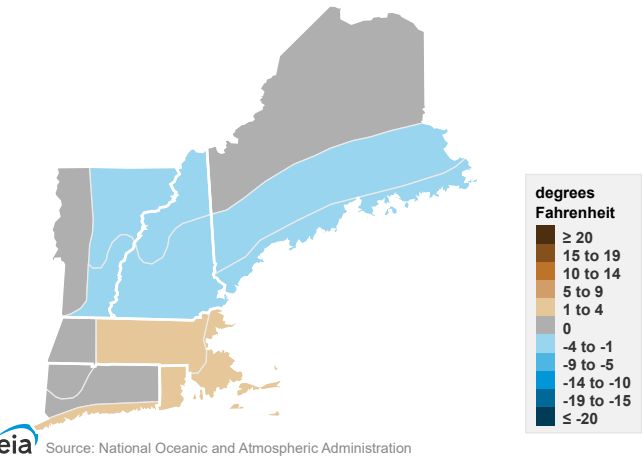 degrees
Fahrenheit
≥ 20
15 to 19
10 to 14
5 to 9
1 to 4
0
-4 to -1
-9 to -5
-14 to -10
-19 to -15
≤ -20
eia
Source: National Oceanic and Atmospheric Administration